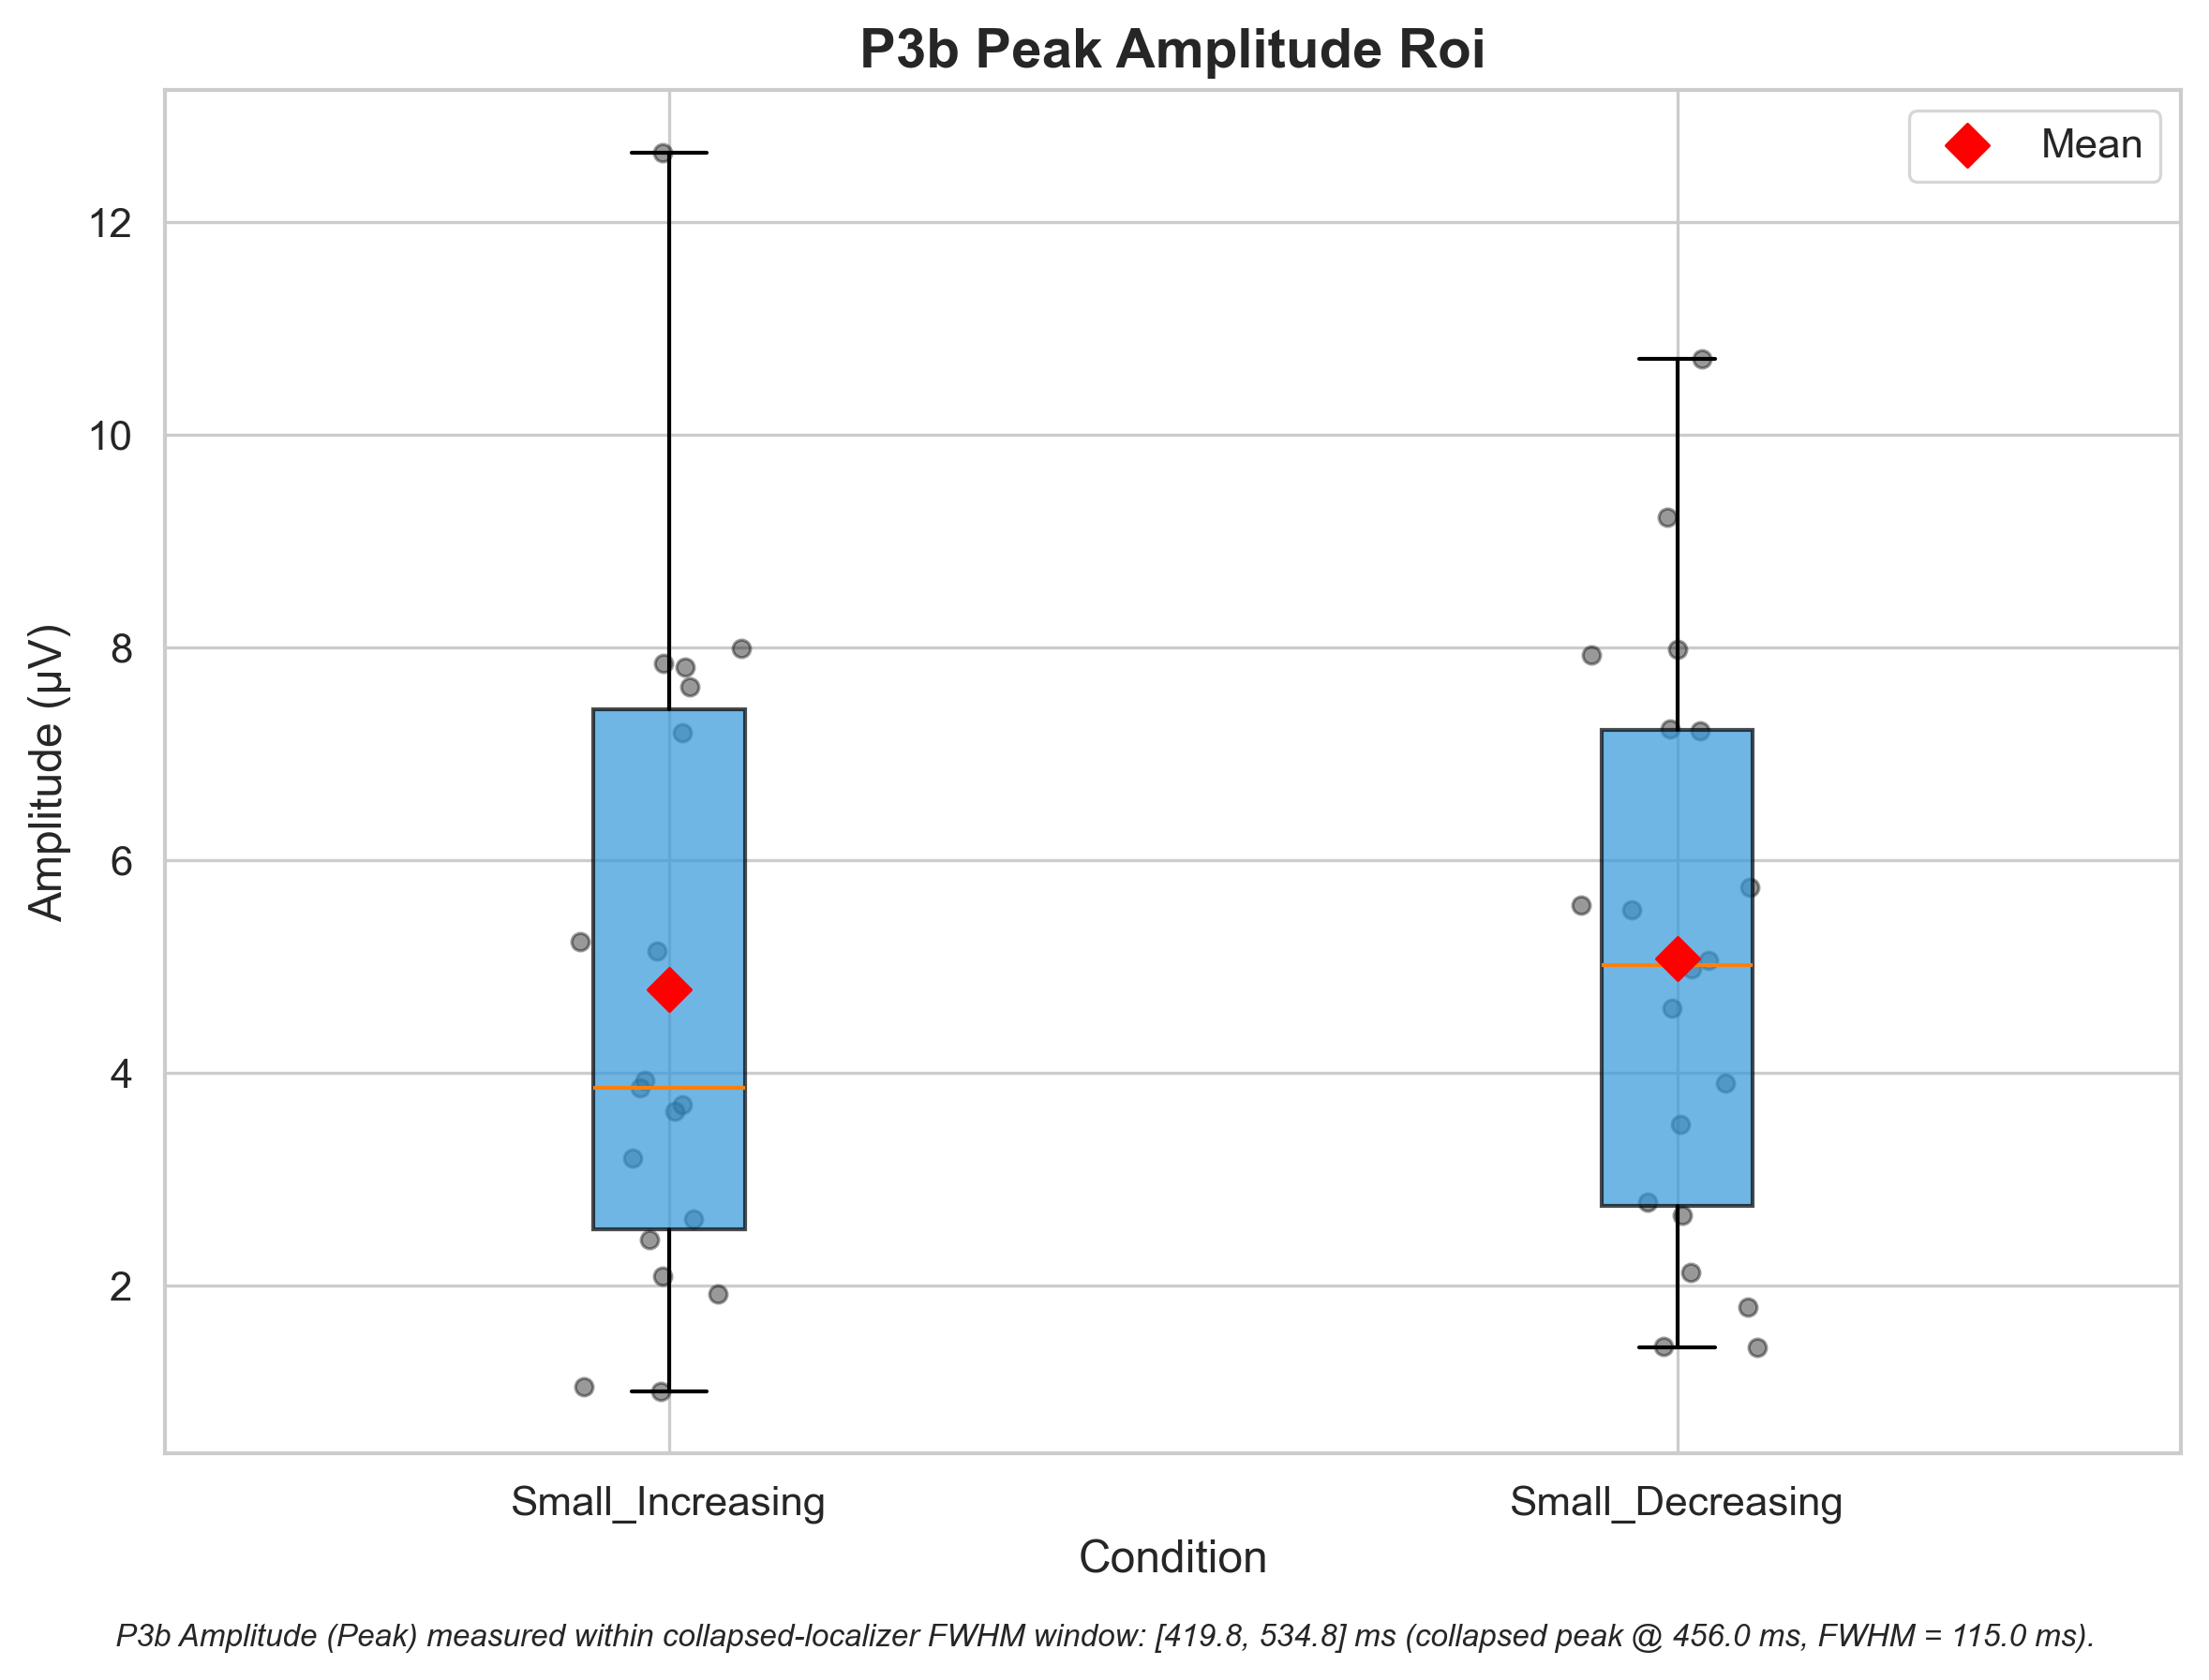 P3b Peak Amplitude Roi
Mean
12
10
8
6
4
2
Amplitude (µV)
Small_Increasing
Small_Decreasing
Condition
P3b Amplitude (Peak) measured within collapsed-localizer FWHM window: [419.8, 534.8] ms (collapsed peak @ 456.0 ms, FWHM = 115.0 ms).